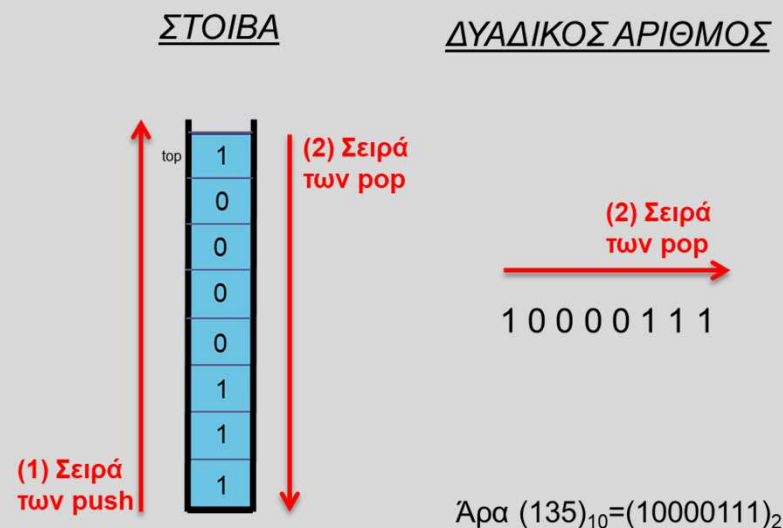 ΣΤΟΙΒΑ
ΔΥΑΔΙΚΟΣ ΑΡΙΘΜΟΣ
top
1
0
0
0
0
1
1
1
(2) Σειρά
των pop
(1) Σειρά
των push
(2) Σειρά
των pop
1 0 0 0 0 1 1 1
Άρα (135)₁₀=(10000111)₂